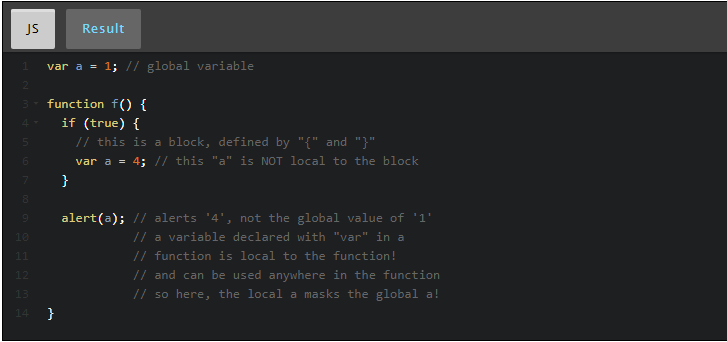 JS Result
1 var a = 1; // global variable
2
3 function f() {
4 if (true) {
5 // this is a block, defined by "{" and "}"
6 var a = 4; // this "a" is NOT local to the block
7 }
8
9 alert(a); // alerts '4', not the global value of '1'
10 // a variable declared with "var" in a
11 // function is local to the function!
12 // and can be used anywhere in the function
13 // so here, the local a masks the global a!
14 }